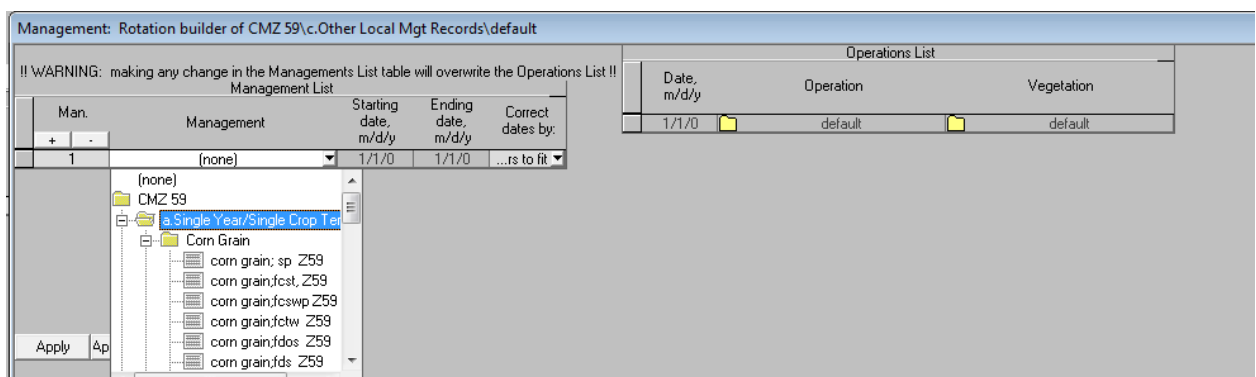 Management: Rotation builder of CMZ 59\c.Other Local Mgt Records\default
!! WARNING: making any change in the Managements List table will overwrite the Operations List !!
Management List
Man.
+ -
Management
Starting date, m/d/y
Ending date, m/d/y
Correct dates by:
1 (none) 1/1/0 1/1/0 ...rs to fit
(none)
CMZ 59
a.Single Year/Single Crop Ter
Corn Grain
corn grain; sp Z59
corn grain;fcst, Z59
corn grain;fcswp Z59
corn grain;fctw Z59
corn grain;fdos Z59
corn grain;fds Z59
Apply Ap
Operations List
Date, m/d/y
Operation
Vegetation
1/1/0 default default